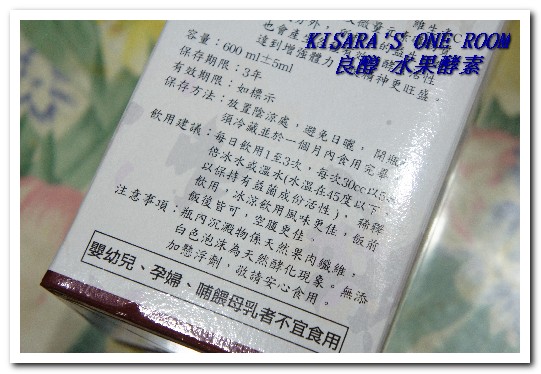 KISARA'S ONE ROOM
良醇 水果酵素
容量：600 ml±5ml
保存期限：3年
有效期限：如標示
保存方法：放置陰涼處，避免日曬，開瓶
須冷藏並於一個月內食用完畢
飲用建議：每日飲用1至3次，每次30cc以5
倍冰水或溫水(水溫在45度以下，
以保持有益菌成份活性)，稀釋
飲用，冰涼飲用風味更佳，飯前
飯後皆可，空腹更佳。
注意事項：瓶內沉澱物係天然果肉纖維，
白色泡沫為天然酵化現象。無添
加懸浮劑，敬請安心食用。
嬰幼兒、孕婦、哺餵母乳者不宜食用